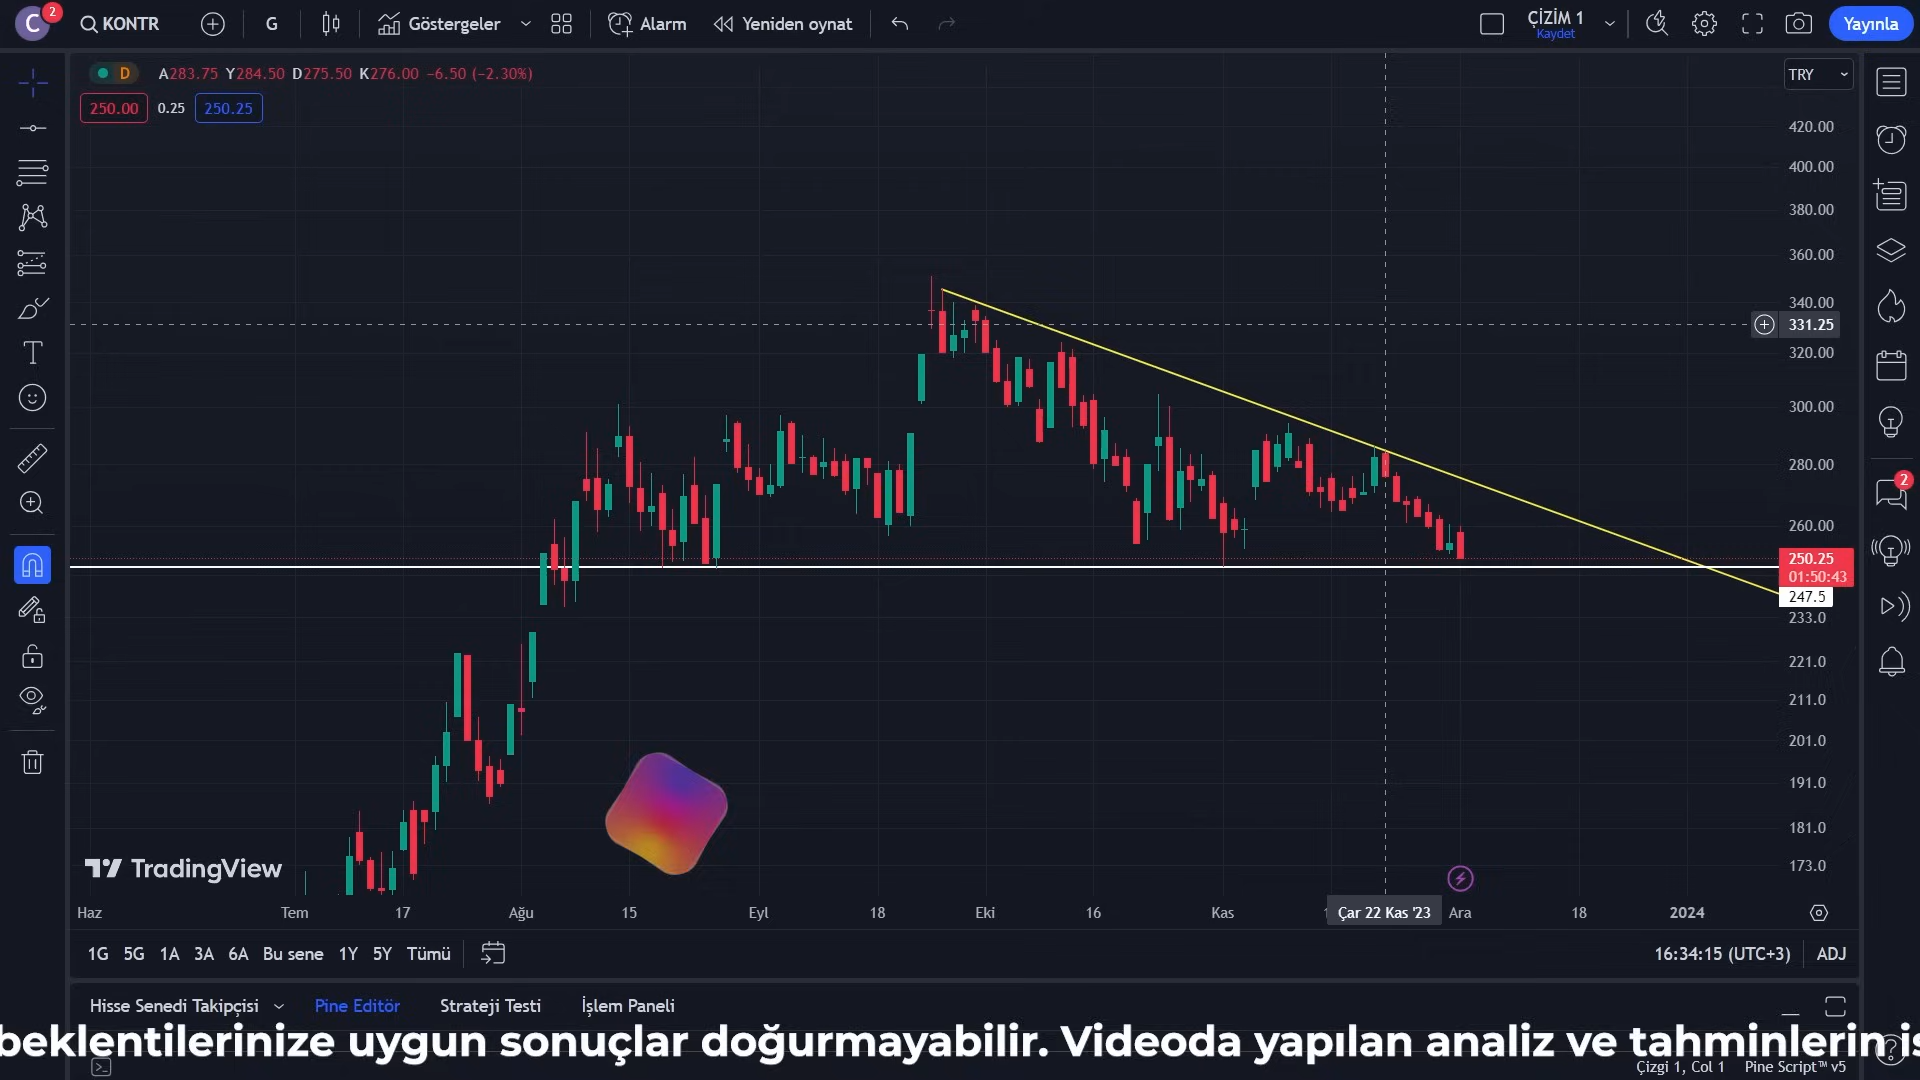 C 2 KONTR G Göstergeler Alarm Yeniden oynat ÇİZİM 1 Yayınla
Kaydet
D A283.75 Y284.50 D275.50 K276.00 −6.50 (−2.30%) TRY
250.00 0.25 250.25
420.00
400.00
380.00
360.00
340.00
331.25
320.00
300.00
280.00
2
260.00
250.25
01:50:43
247.5
233.0
221.0
211.0
201.0
191.0
181.0
173.0
TradingView
Haz Tem 17 Ağu 15 Eyl 18 Eki 16 Kas Çar 22 Kas '23 Ara 18 2024
1G 5G 1A 3A 6A Bu sene 1Y 5Y Tümü 16:34:15 (UTC+3) ADJ
Hisse Senedi Takipçisi Pine Editör Strateji Testi İşlem Paneli
beklentilerinize uygun sonuçlar doğurmayabilir. Videoda yapılan analiz ve tahminlerin
Çizgi 1, Col 1 Pine Script™ v5